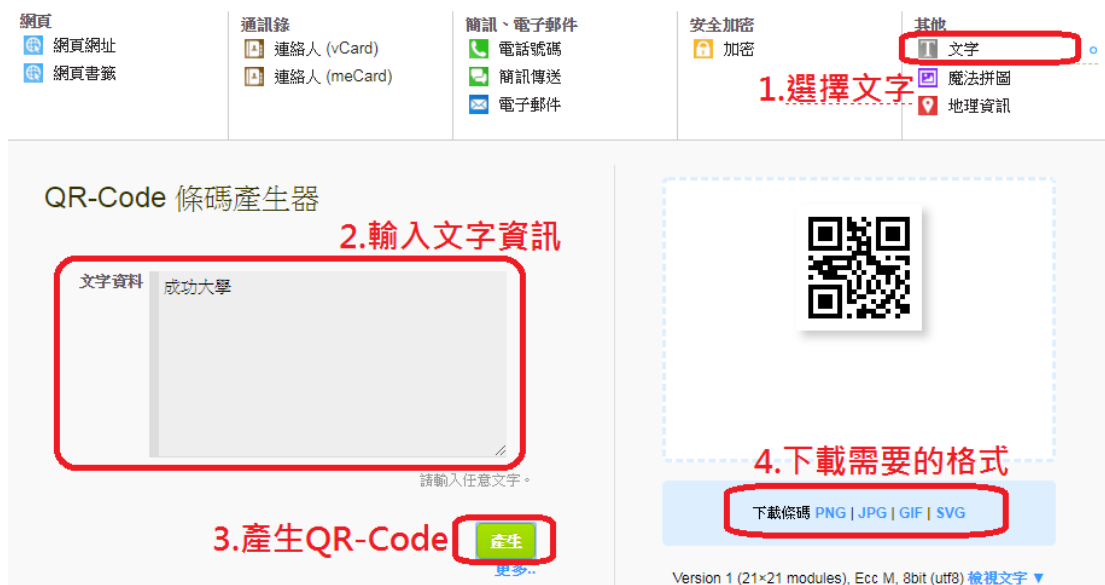 網頁
網頁網址
網頁書籤
通訊錄
連絡人 (vCard)
連絡人 (meCard)
簡訊、電子郵件
電話號碼
簡訊傳送
電子郵件
安全加密
加密
其他
文字
魔法拼圖
地理資訊
1.選擇文字
QR-Code 條碼產生器
2.輸入文字資訊
文字資料
成功大學
請輸入任意文字。
3.產生QR-Code
產生
更多..
4.下載需要的格式
下載條碼 PNG | JPG | GIF | SVG
Version 1 (21×21 modules), Ecc M, 8bit (utf8) 檢視文字 ▼